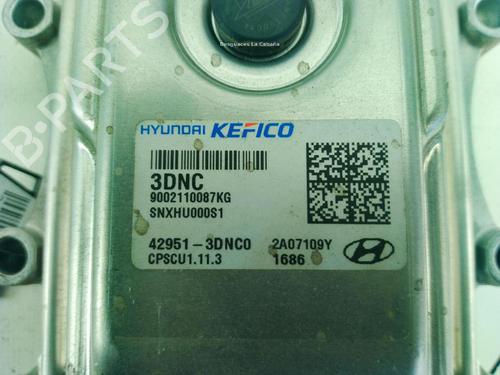 Desguaces La Cabaña
B-PARTS
HYUNDAI KEFICO
3DNC
9002110087KG
SNXHU000S1
42951-3DNC0 2A07109Y
CPSCU1.11.3 1686